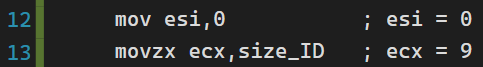 12 mov esi,0 ; esi = 0
13 movzx ecx,size_ID ; ecx = 9